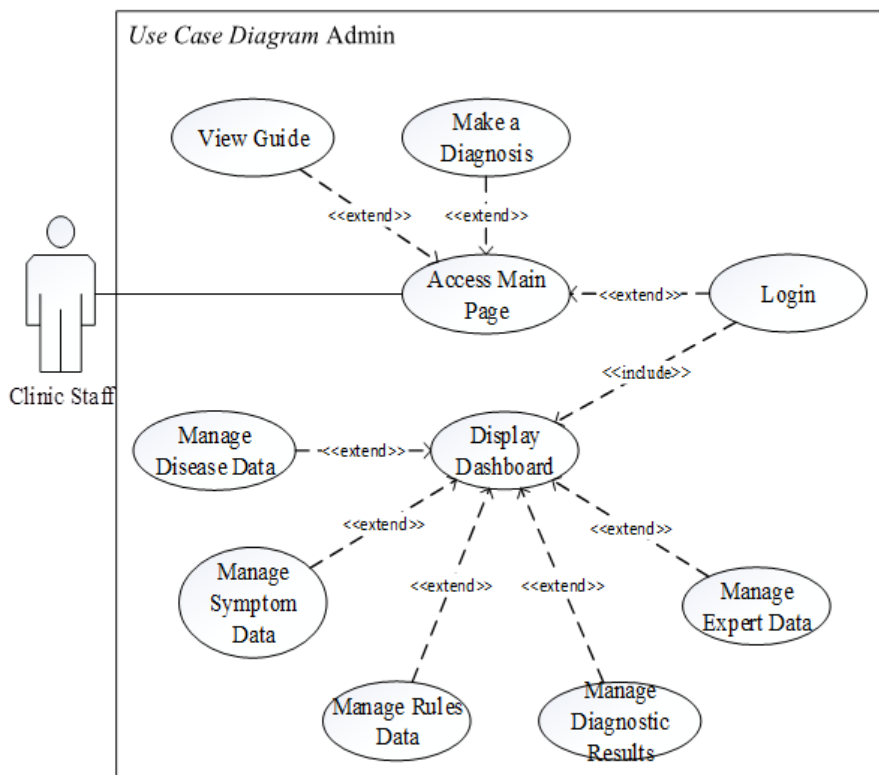 Use Case Diagram Admin
View Guide
Make a
Diagnosis
<<extend>>
<<extend>>
Access Main
Page
<<extend>>
Login
Clinic Staff
<<include>>
Manage
Disease Data
<<extend>>
Display
Dashboard
<<extend>>
<<extend>>
Manage
Symptom
Data
<<extend>>
<<extend>>
Manage
Expert Data
Manage Rules
Data
Manage
Diagnostic
Results